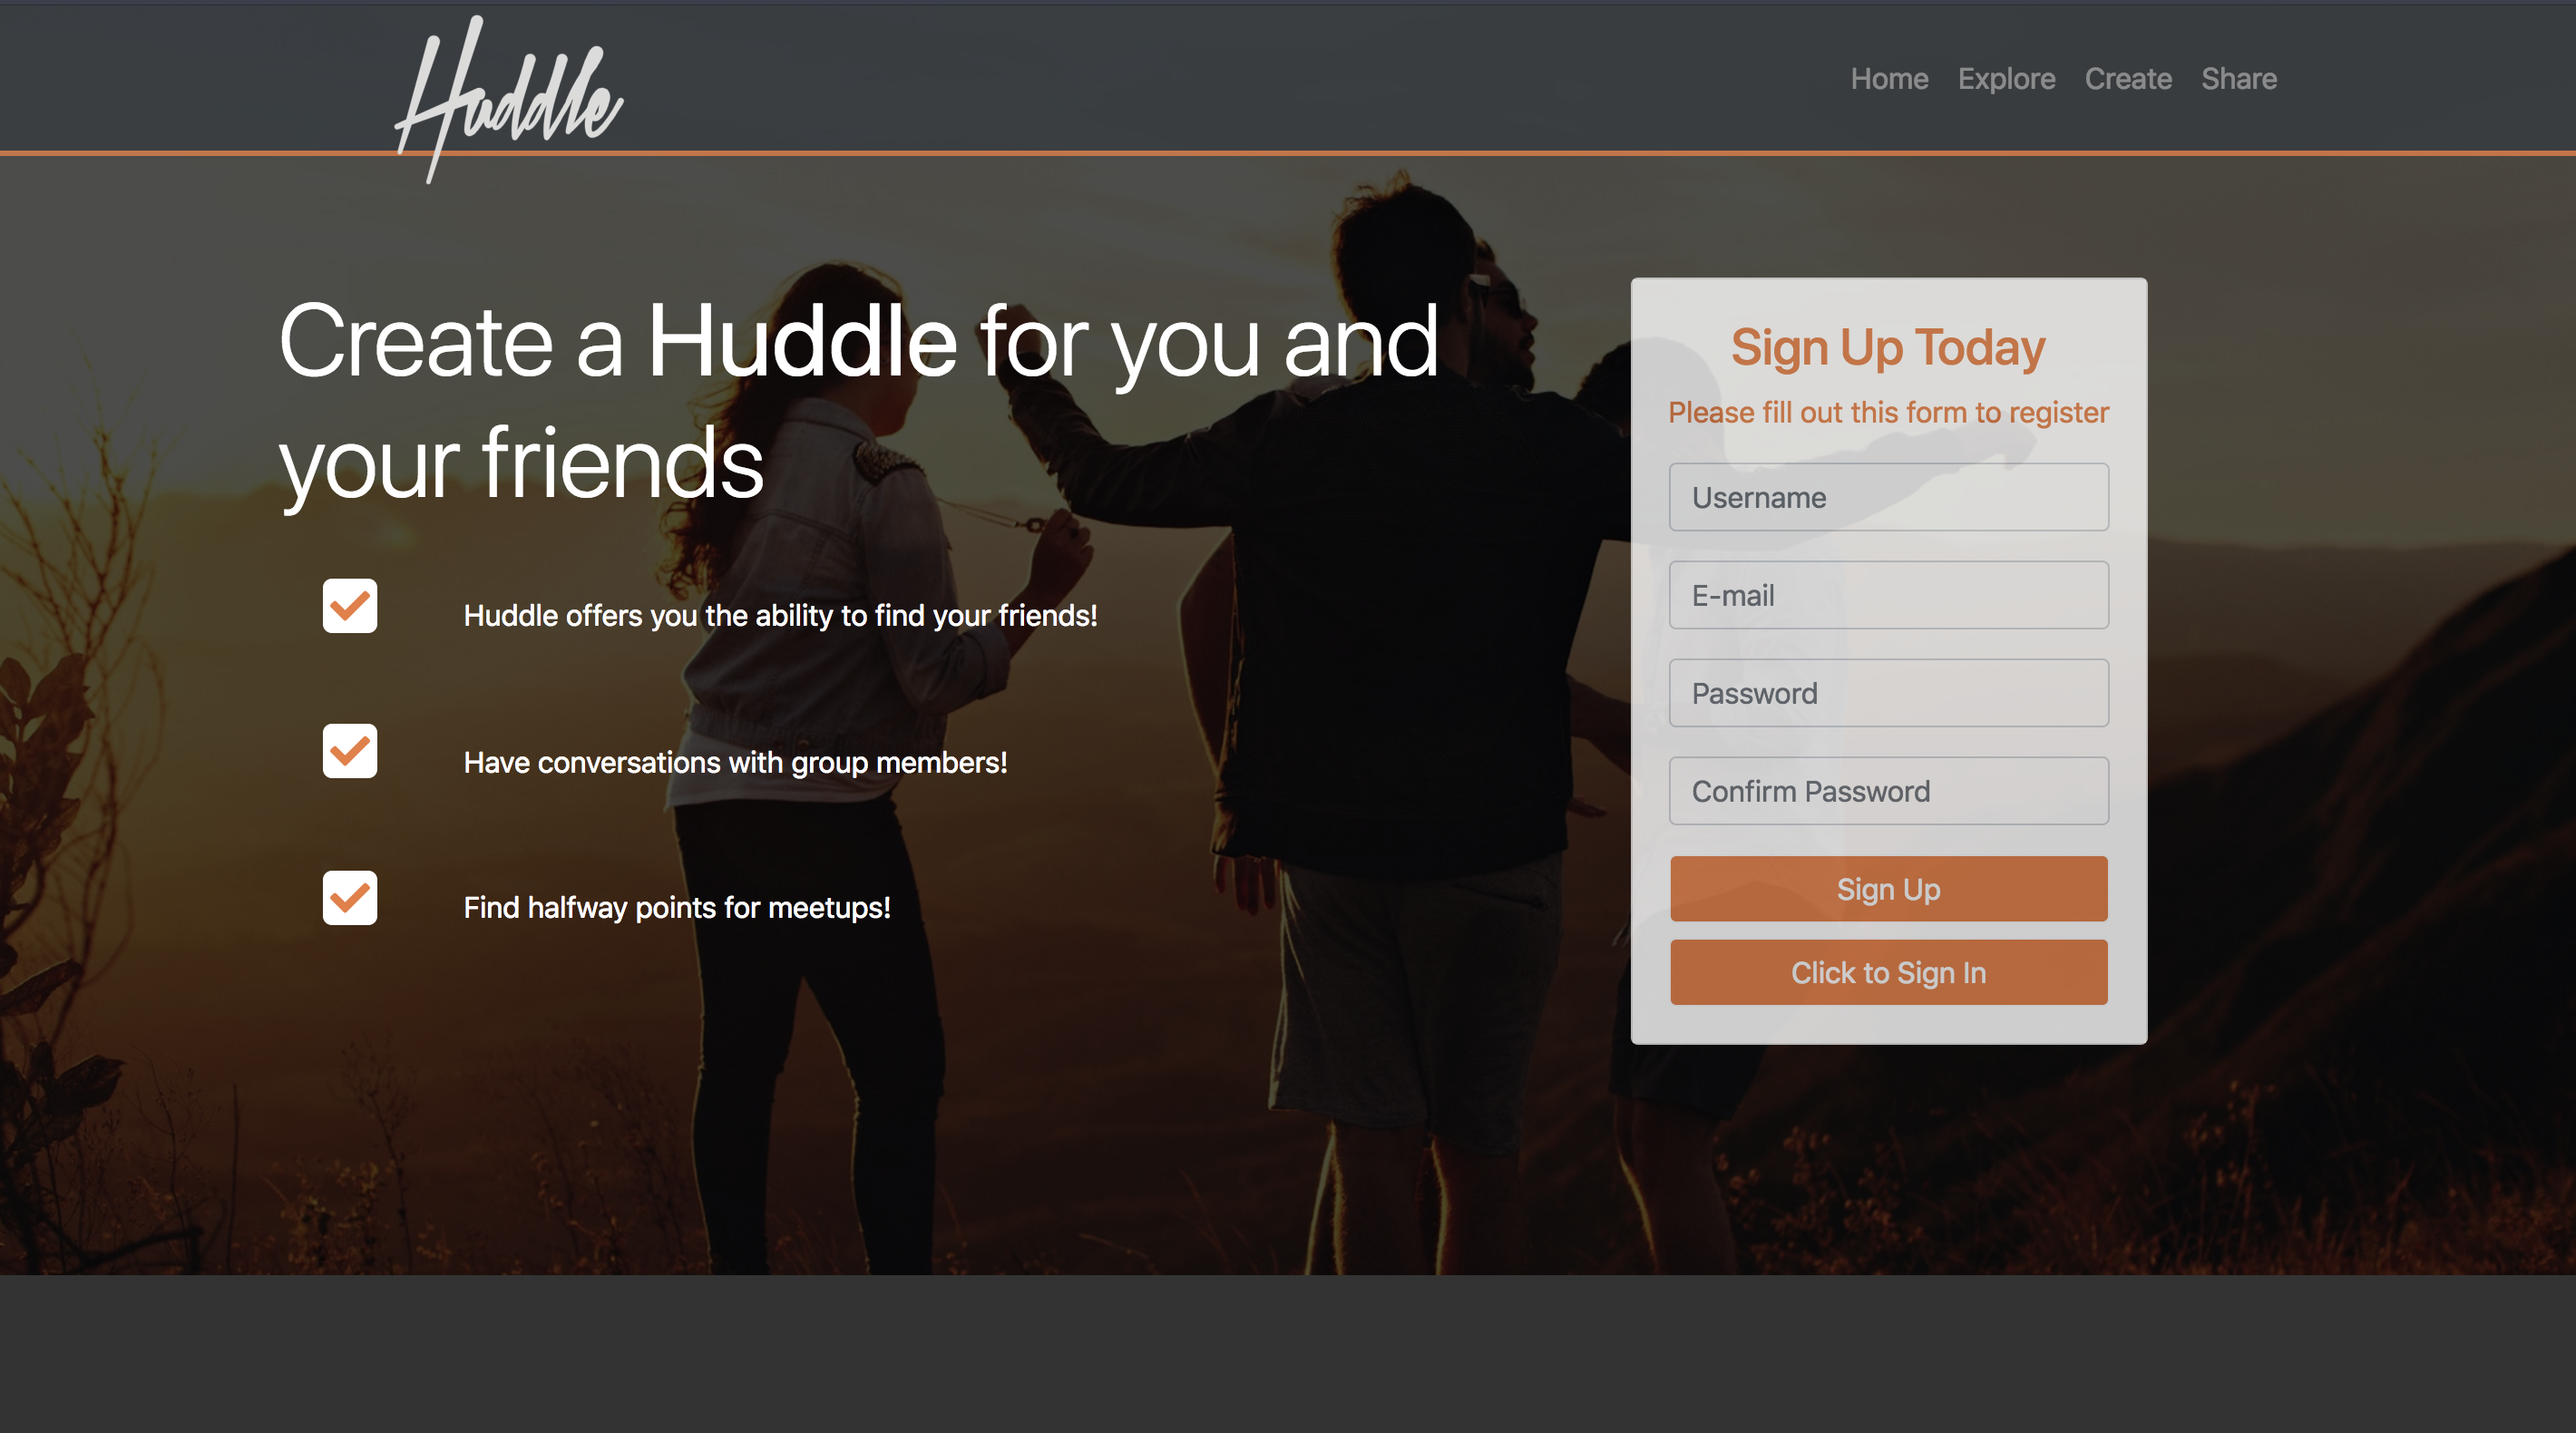 Huddle
Home Explore Create Share
Create a Huddle for you and
your friends
Huddle offers you the ability to find your friends!
Have conversations with group members!
Find halfway points for meetups!
Sign Up Today
Please fill out this form to register
Username
E-mail
Password
Confirm Password
Sign Up
Click to Sign In